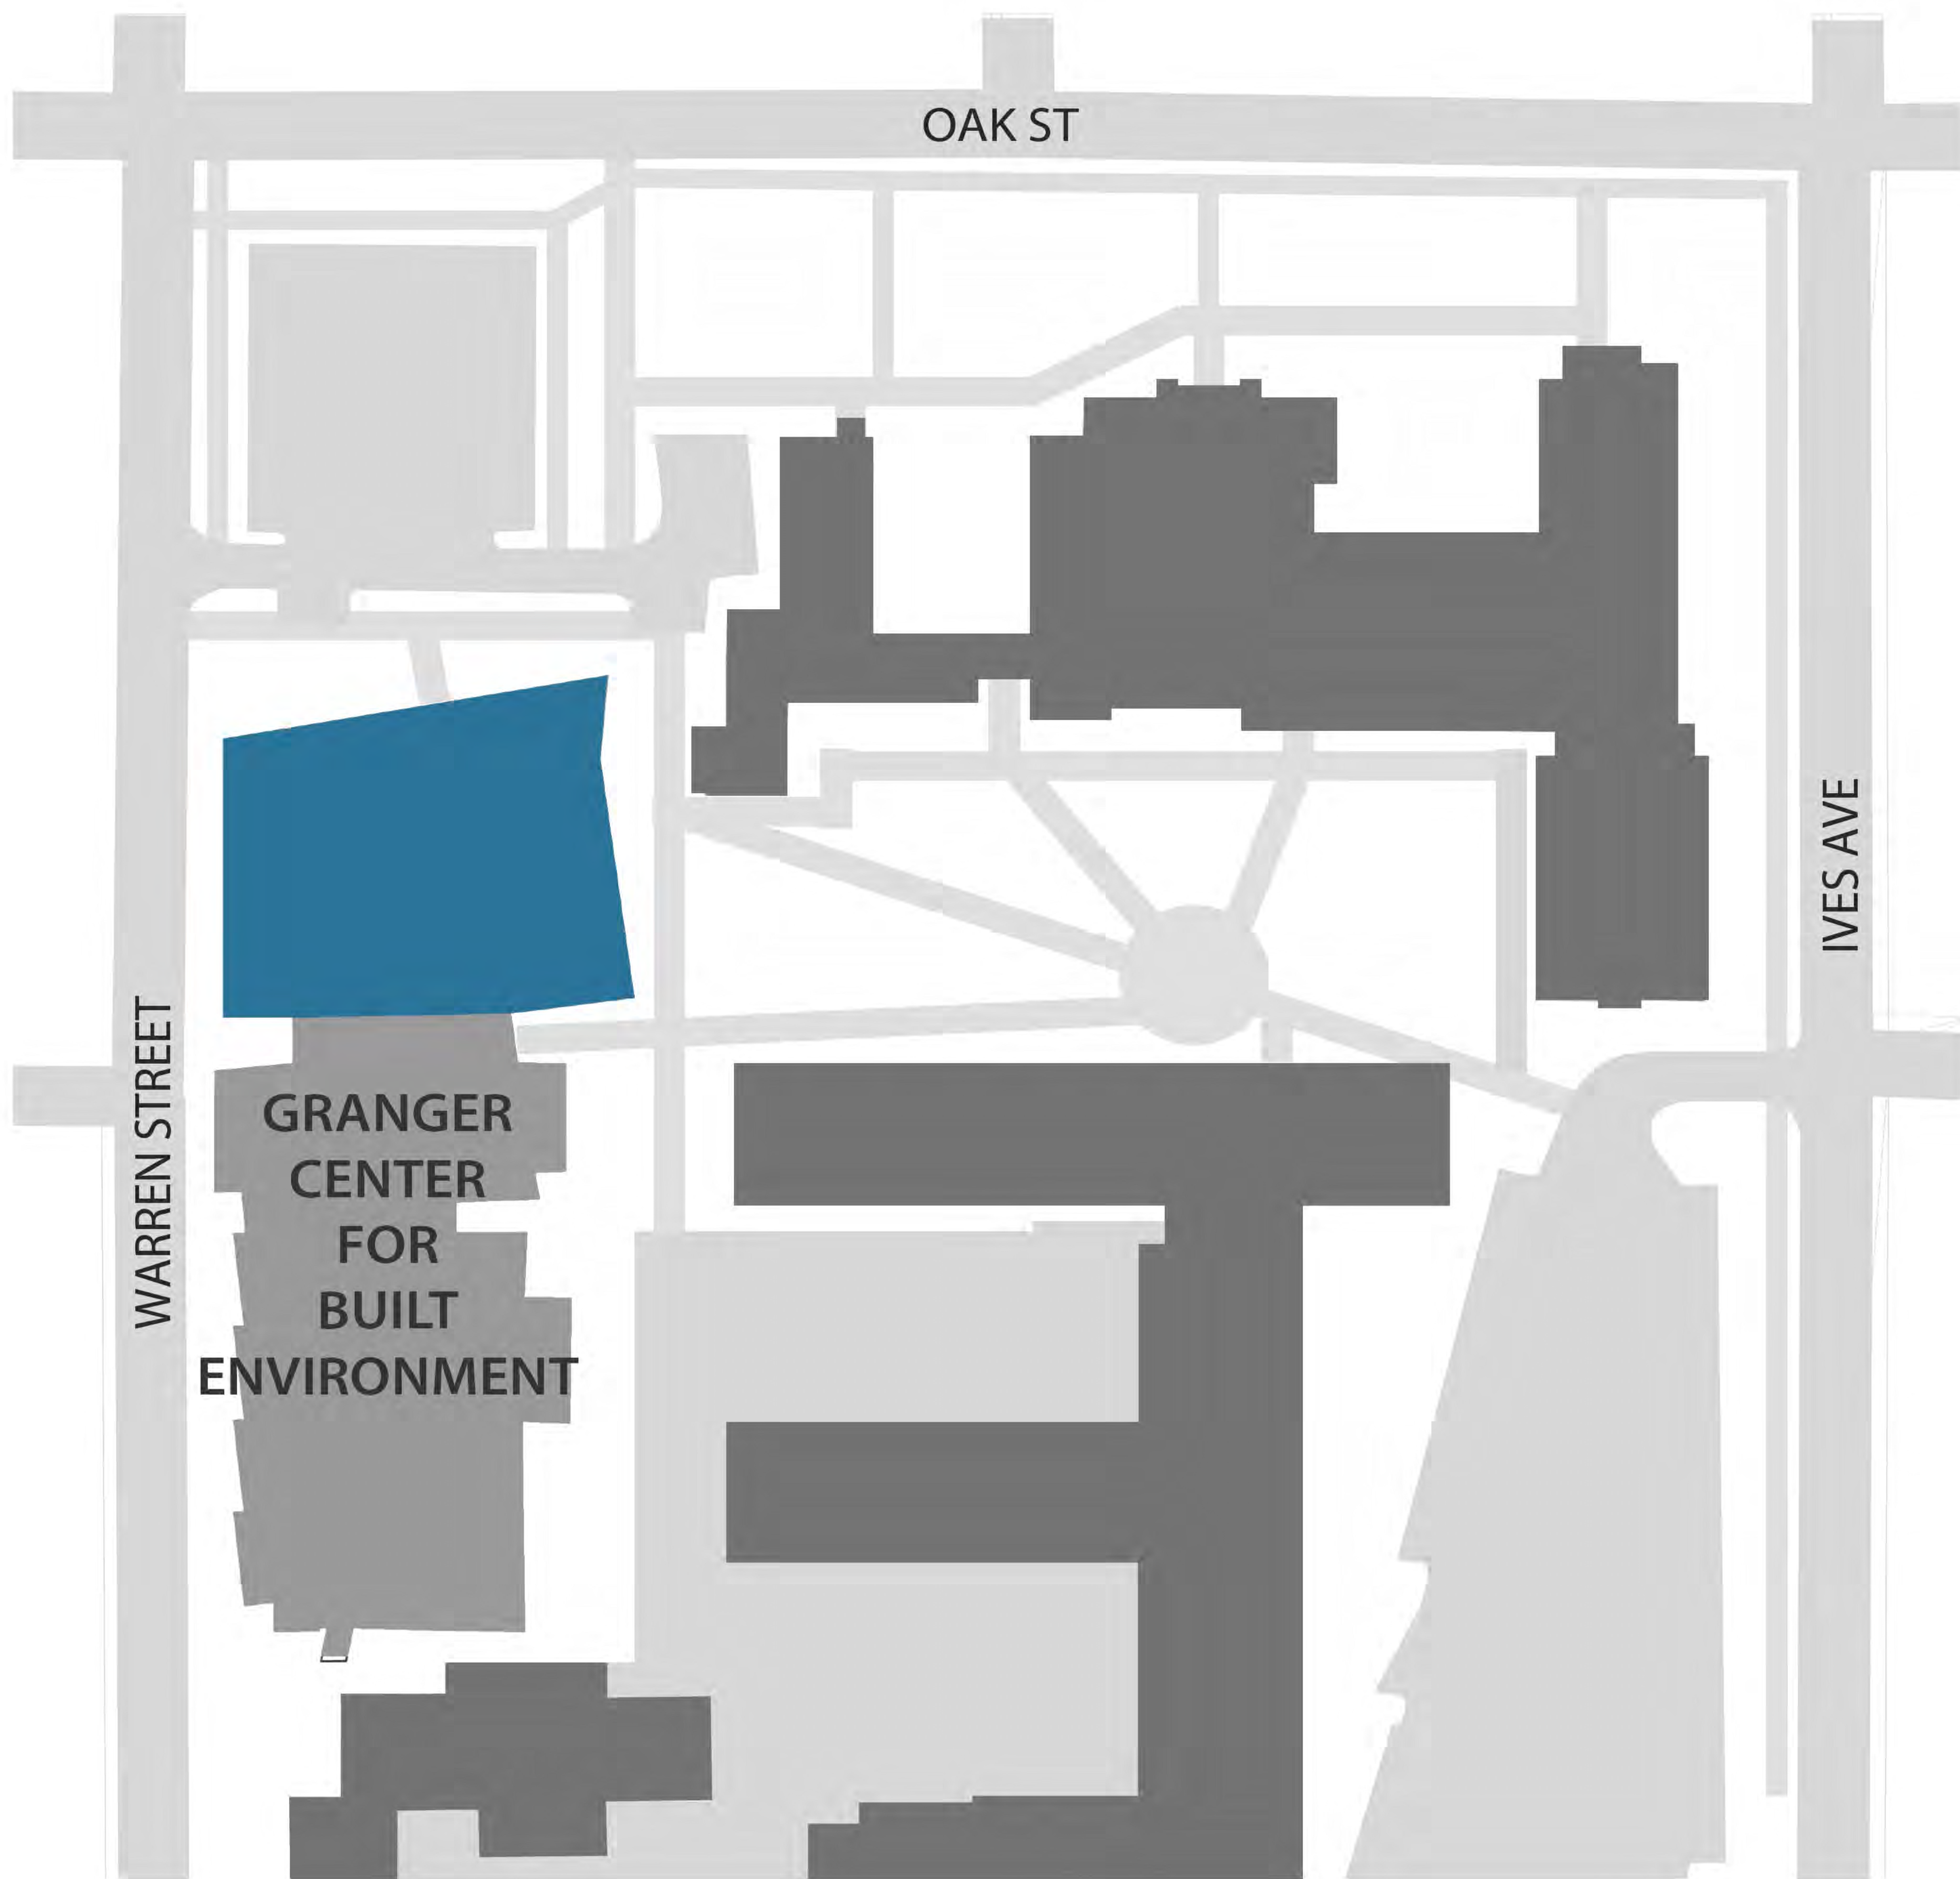 OAK ST
IVES AVE
WARREN STREET
GRANGER
CENTER
FOR
BUILT
ENVIRONMENT